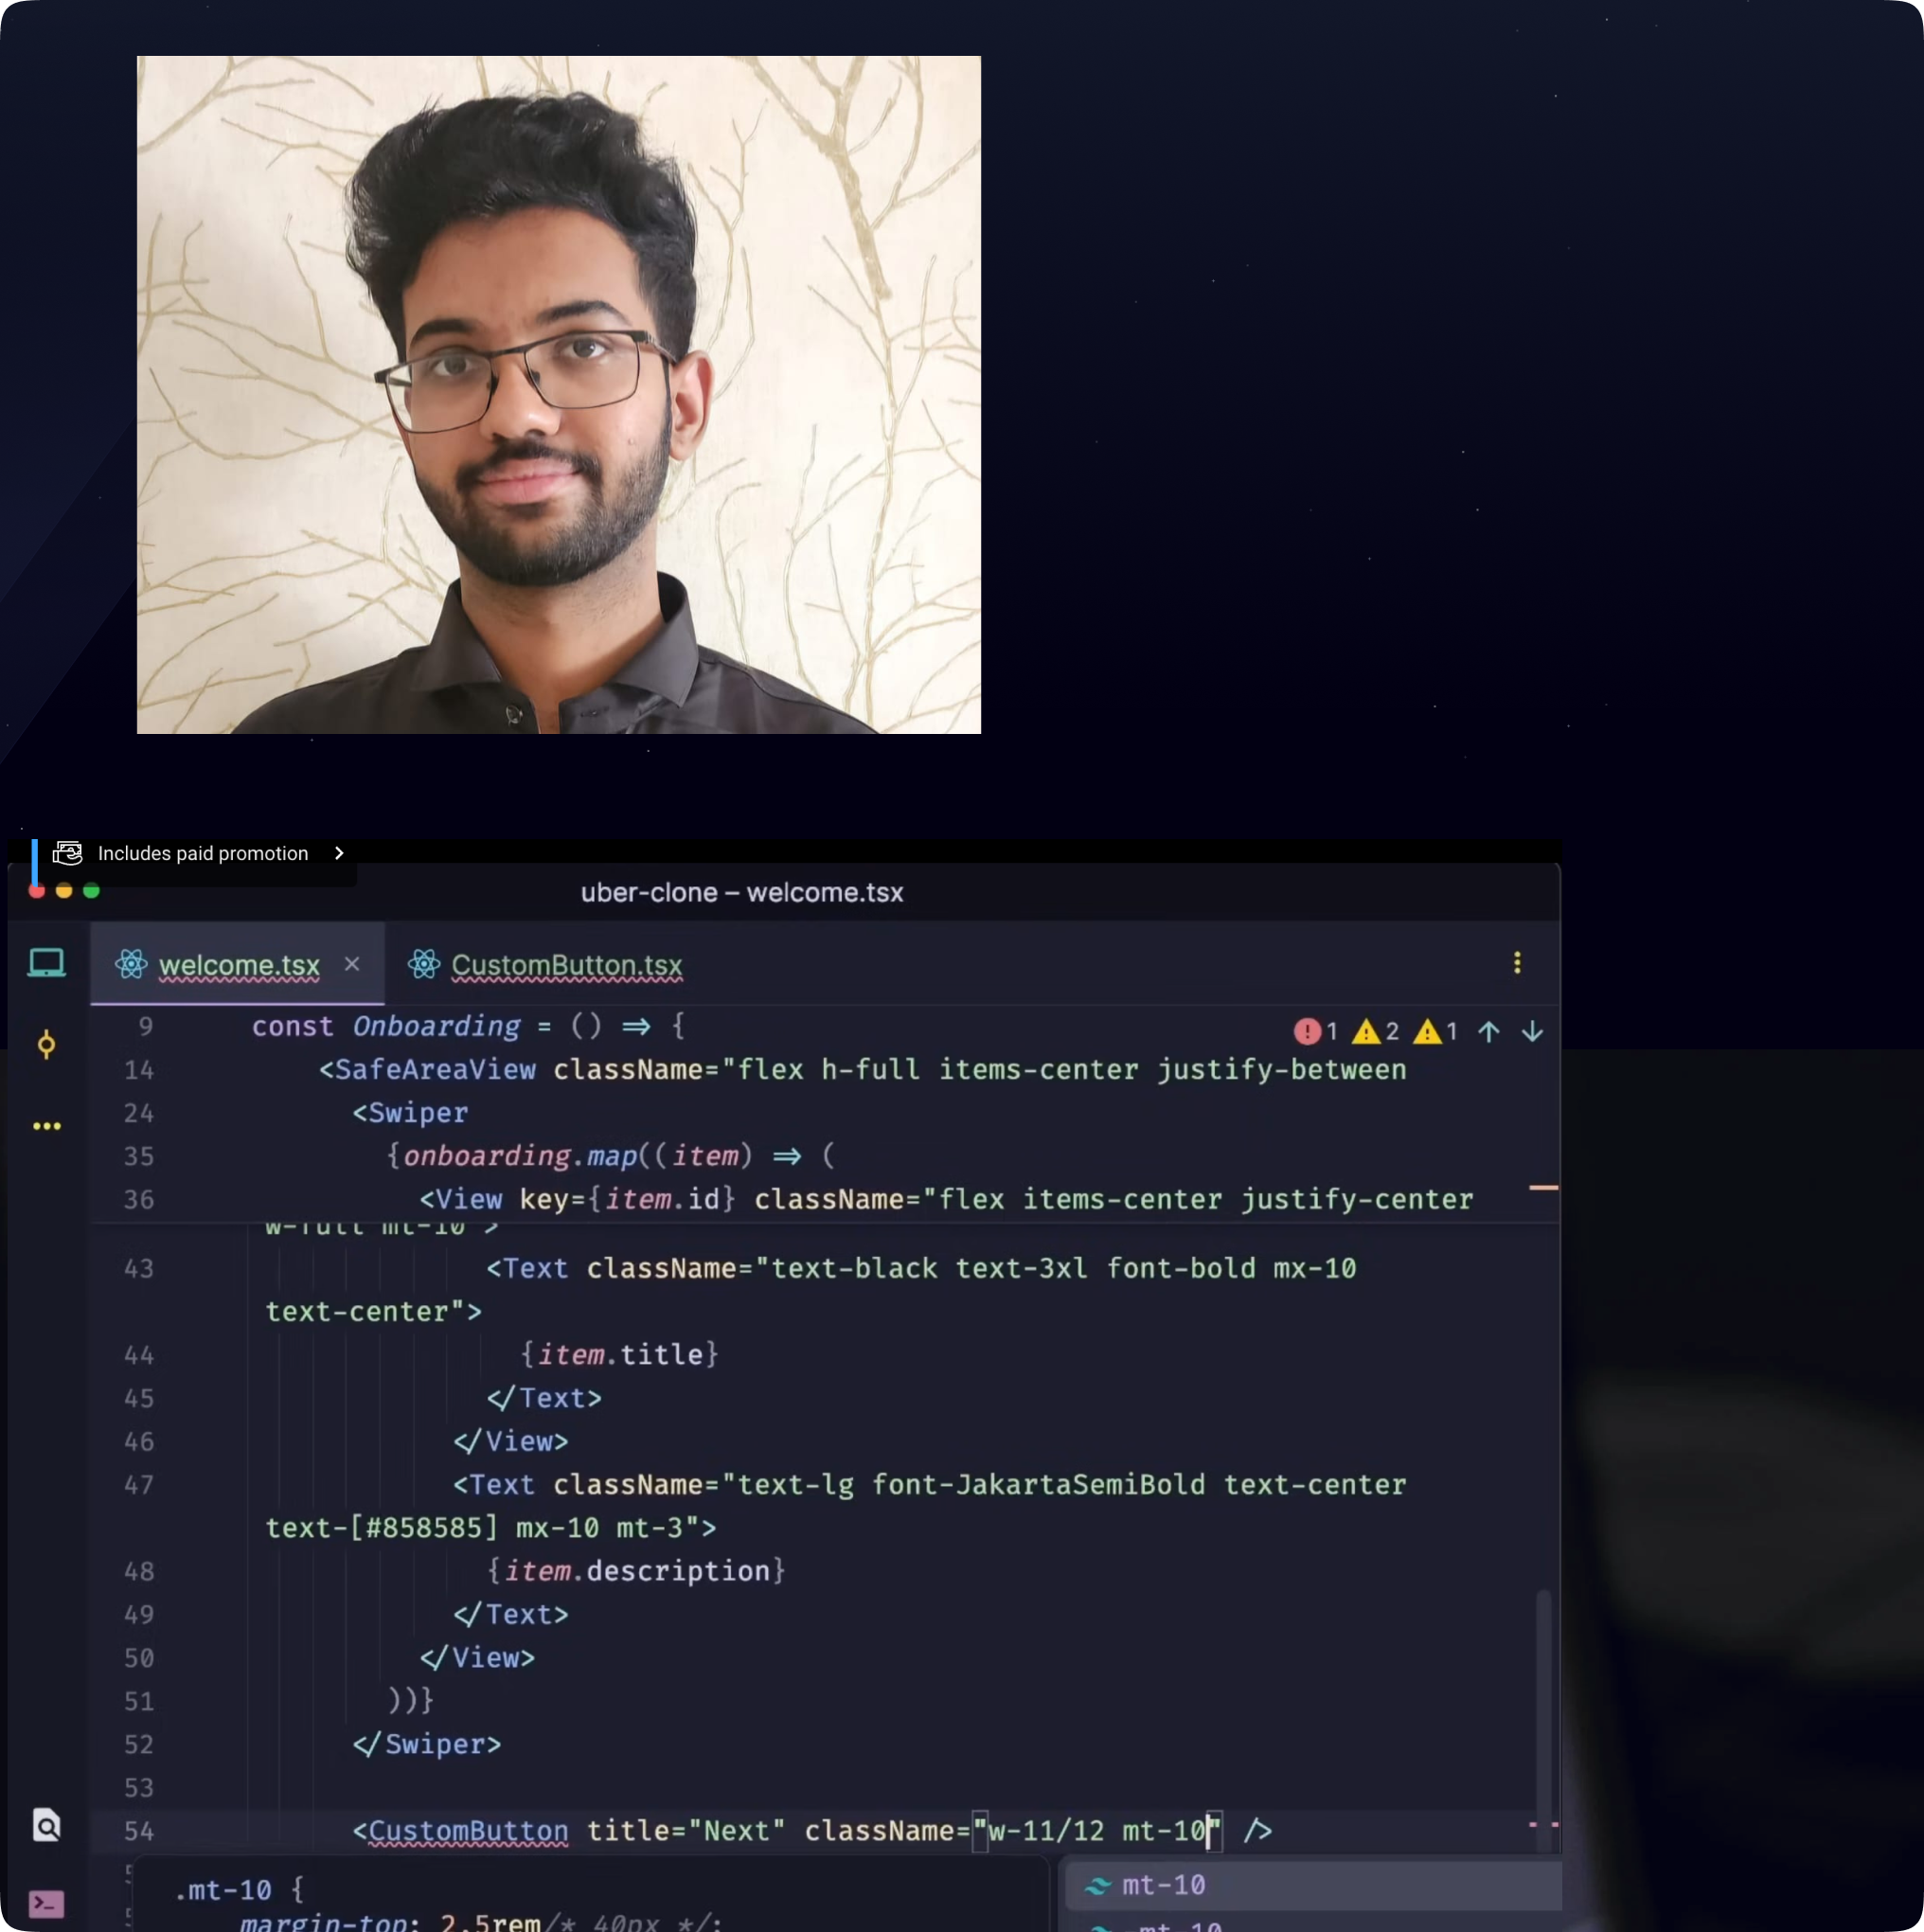 Includes paid promotion
uber-clone – welcome.tsx
welcome.tsx × CustomButton.tsx
9 const Onboarding = () => { 1 2 1
14 <SafeAreaView className="flex h-full items-center justify-between
24 <Swiper
35 {onboarding.map((item) => (
36 <View key={item.id} className="flex items-center justify-center
w-full mt-10">
43 <Text className="text-black text-3xl font-bold mx-10
text-center">
44 {item.title}
45 </Text>
46 </View>
47 <Text className="text-lg font-JakartaSemiBold text-center
text-[#858585] mx-10 mt-3">
48 {item.description}
49 </Text>
50 </View>
51 ))}
52 </Swiper>
53
54 <CustomButton title="Next" className="w-11/12 mt-10" />
.mt-10 { mt-10
margin-top: 2.5rem/* 40px */; -mt-10